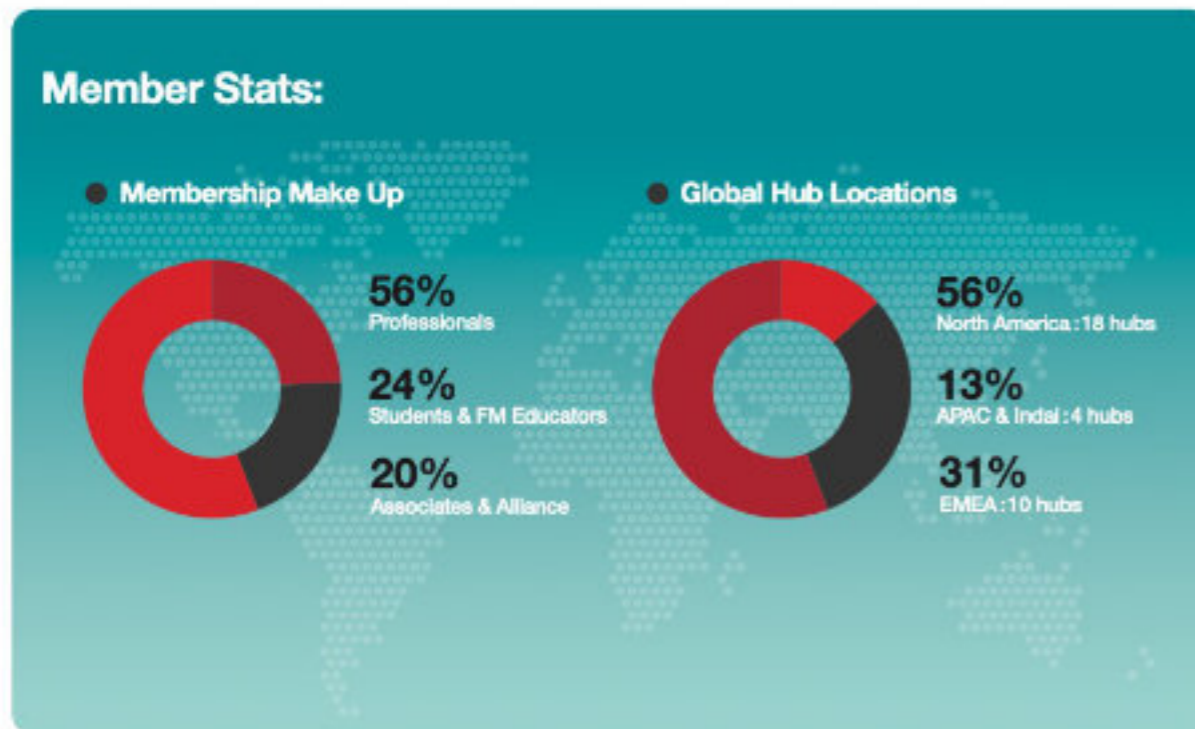 Member Stats:
Membership Make Up
56%
Professionals
24%
Students & FM Educators
20%
Associates & Alliance
Global Hub Locations
56%
North America : 18 hubs
13%
APAC & Indai : 4 hubs
31%
EMEA : 10 hubs